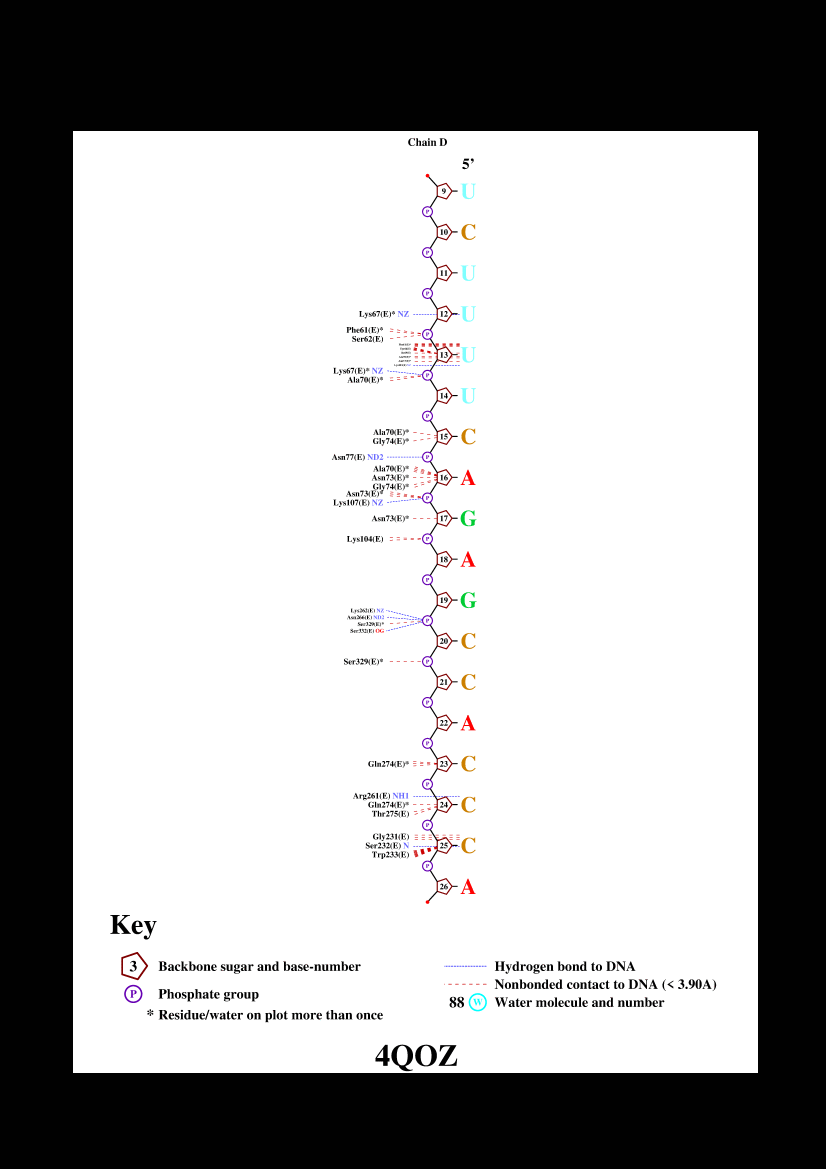 Chain D
5’
9 U
P
10 C
P
11 U
P
Lys67(E)* NZ 12 U
Phe61(E)*
P
Ser62(E)
13 U
Lys67(E)* NZ
P
Ala70(E)*
14 U
P
Ala70(E)*
15 C
Gly74(E)*
Asn77(E) ND2 P
Ala70(E)*
Asn73(E)* 16 A
Gly74(E)*
Asn73(E)*
P
Lys107(E) NZ
Asn73(E)* 17 G
Lys104(E) P
18 A
P
19 G
Lys262(E) NZ
Asn266(E) ND2
P
Ser329(E)*
Ser332(E) OG
20 C
Ser329(E)* P
21 C
P
22 A
P
Gln274(E)* 23 C
P
Arg261(E) NH1
Gln274(E)* 24 C
Thr275(E)
P
Gly231(E)
Ser232(E) N 25 C
Trp233(E)
P
26 A
Key
3 Backbone sugar and base-number
P Phosphate group
* Residue/water on plot more than once
Hydrogen bond to DNA
Nonbonded contact to DNA (< 3.90A)
88 W Water molecule and number
4QOZ